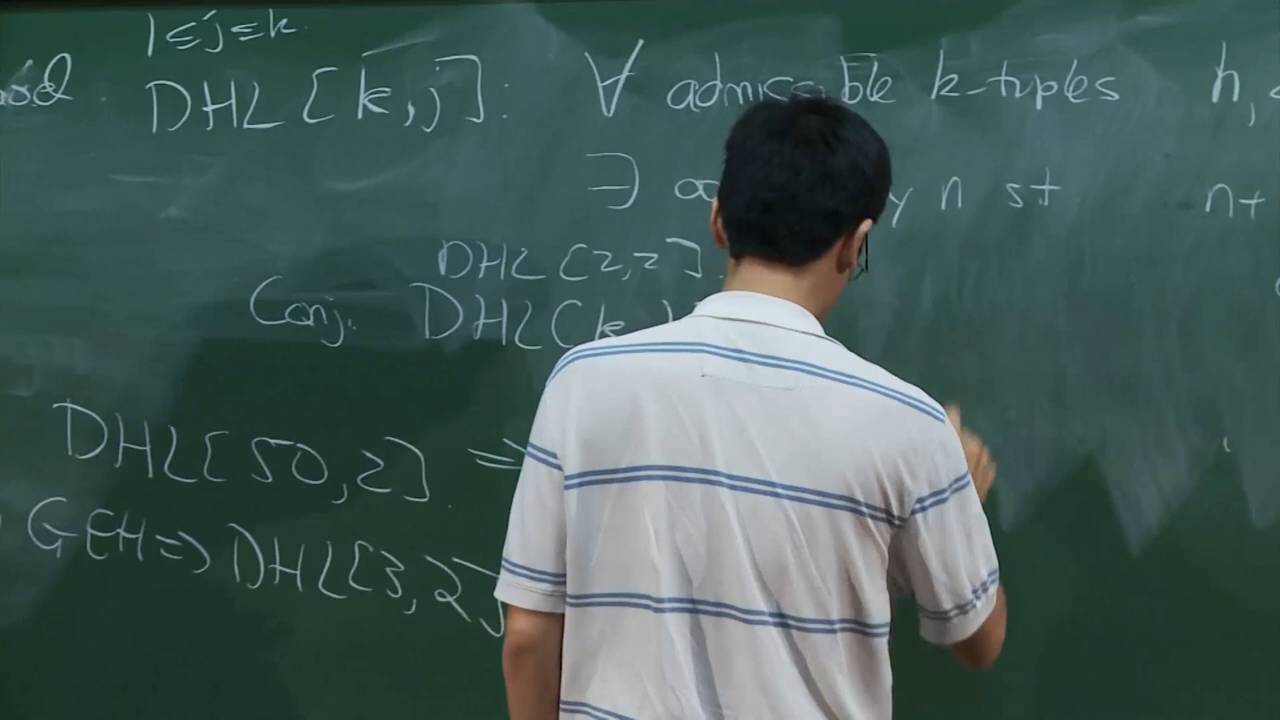 1 ≤ j ≤ k
DHL [k,j] : ∀ admissible k-tuples h,
∃ n st n+
DHL [2,2]
Conj. DHL (k
DHL [50,2] =
GEH ⇒ DHL [3,2]